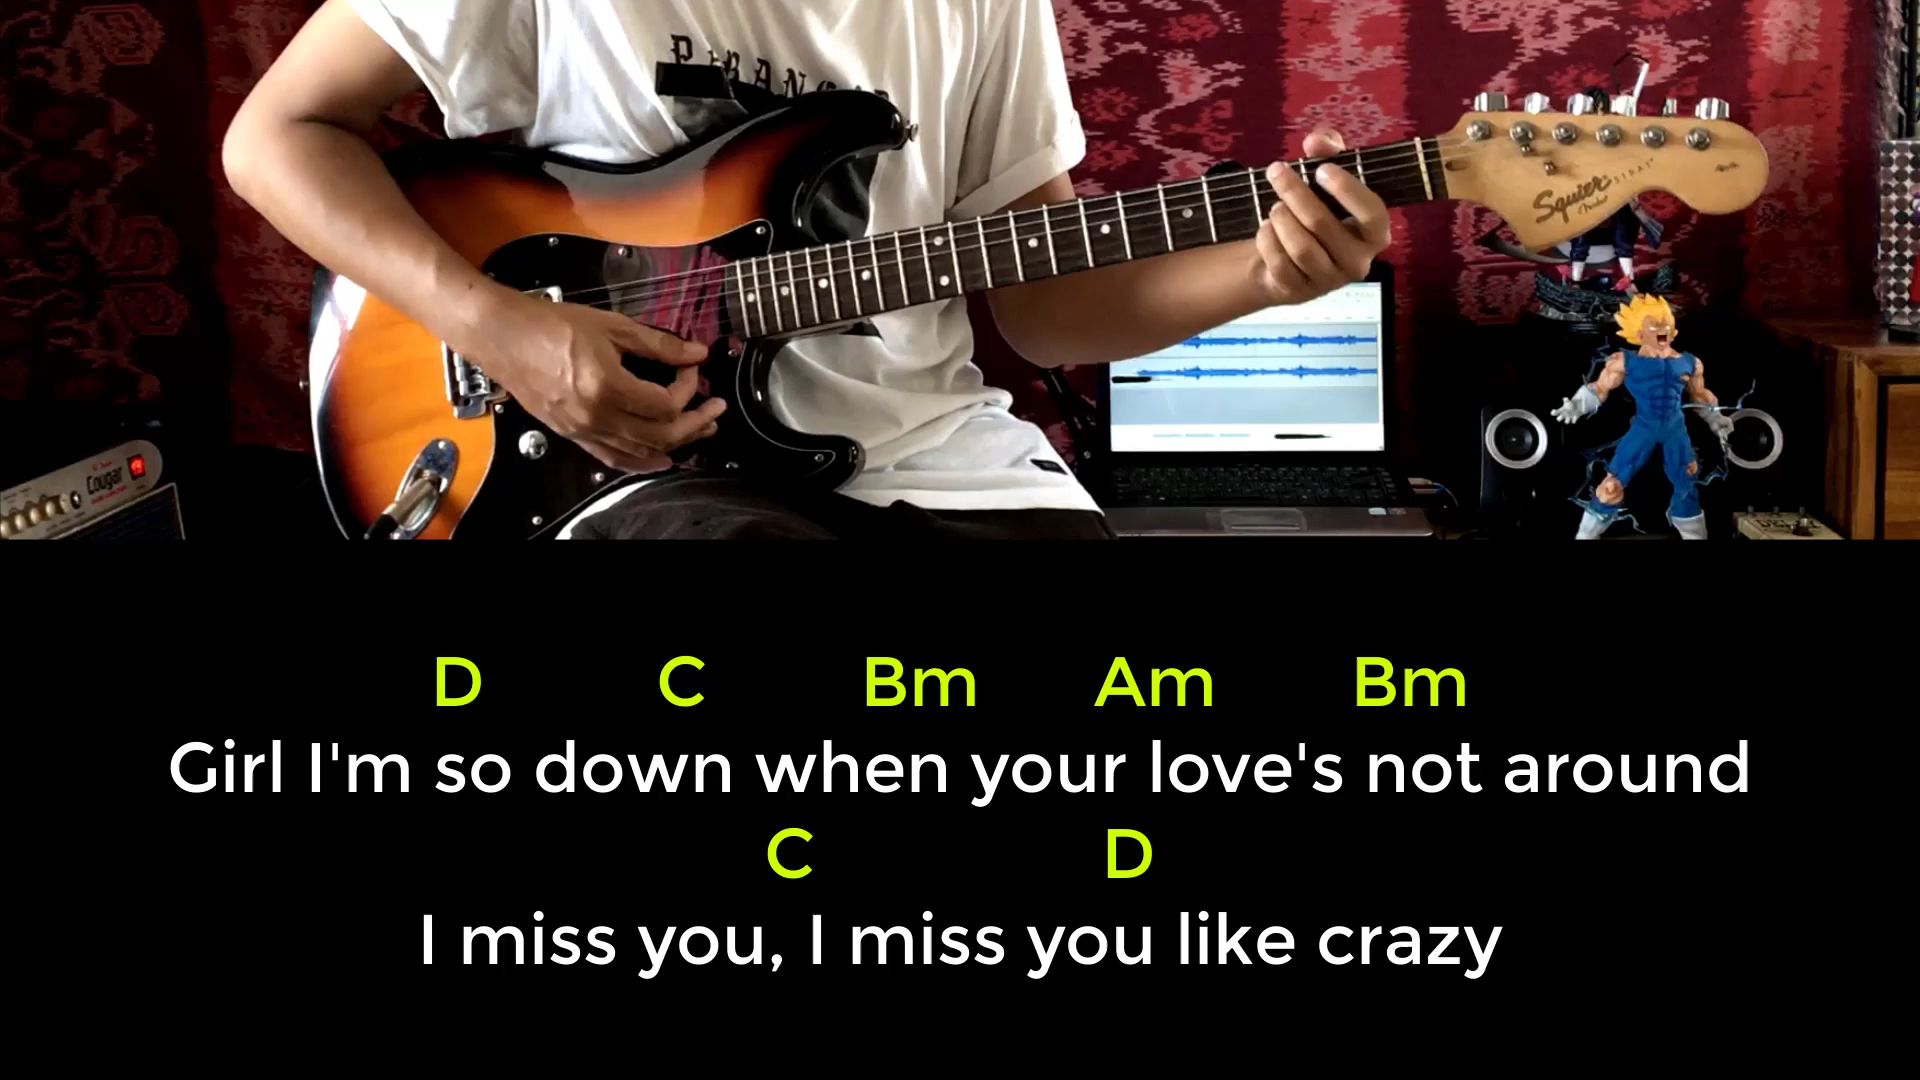 Squier
STRAT
Cougar
D C Bm Am Bm
Girl I'm so down when your love's not around
C D
I miss you, I miss you like crazy